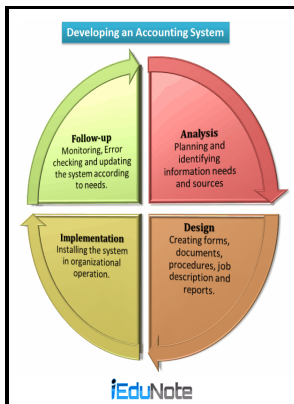 Developing an Accounting System
Follow-up
Monitoring, Error
checking and updating
the system according
to needs.
Analysis
Planning and
identifying
information needs
and sources
Implementation
Installing the system
in organizational
operation.
Design
Creating forms,
documents,
procedures, job
description and
reports.
iEduNote